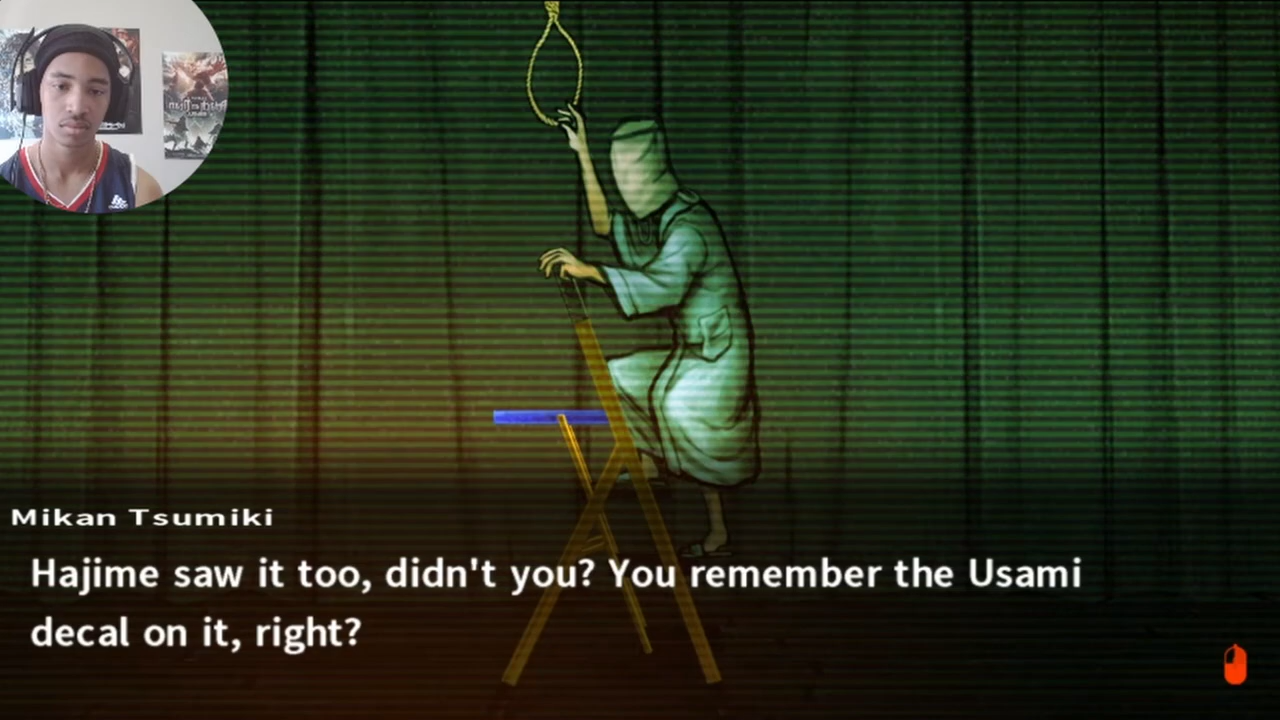 Mikan Tsumiki
Hajime saw it too, didn't you? You remember the Usami
decal on it, right?